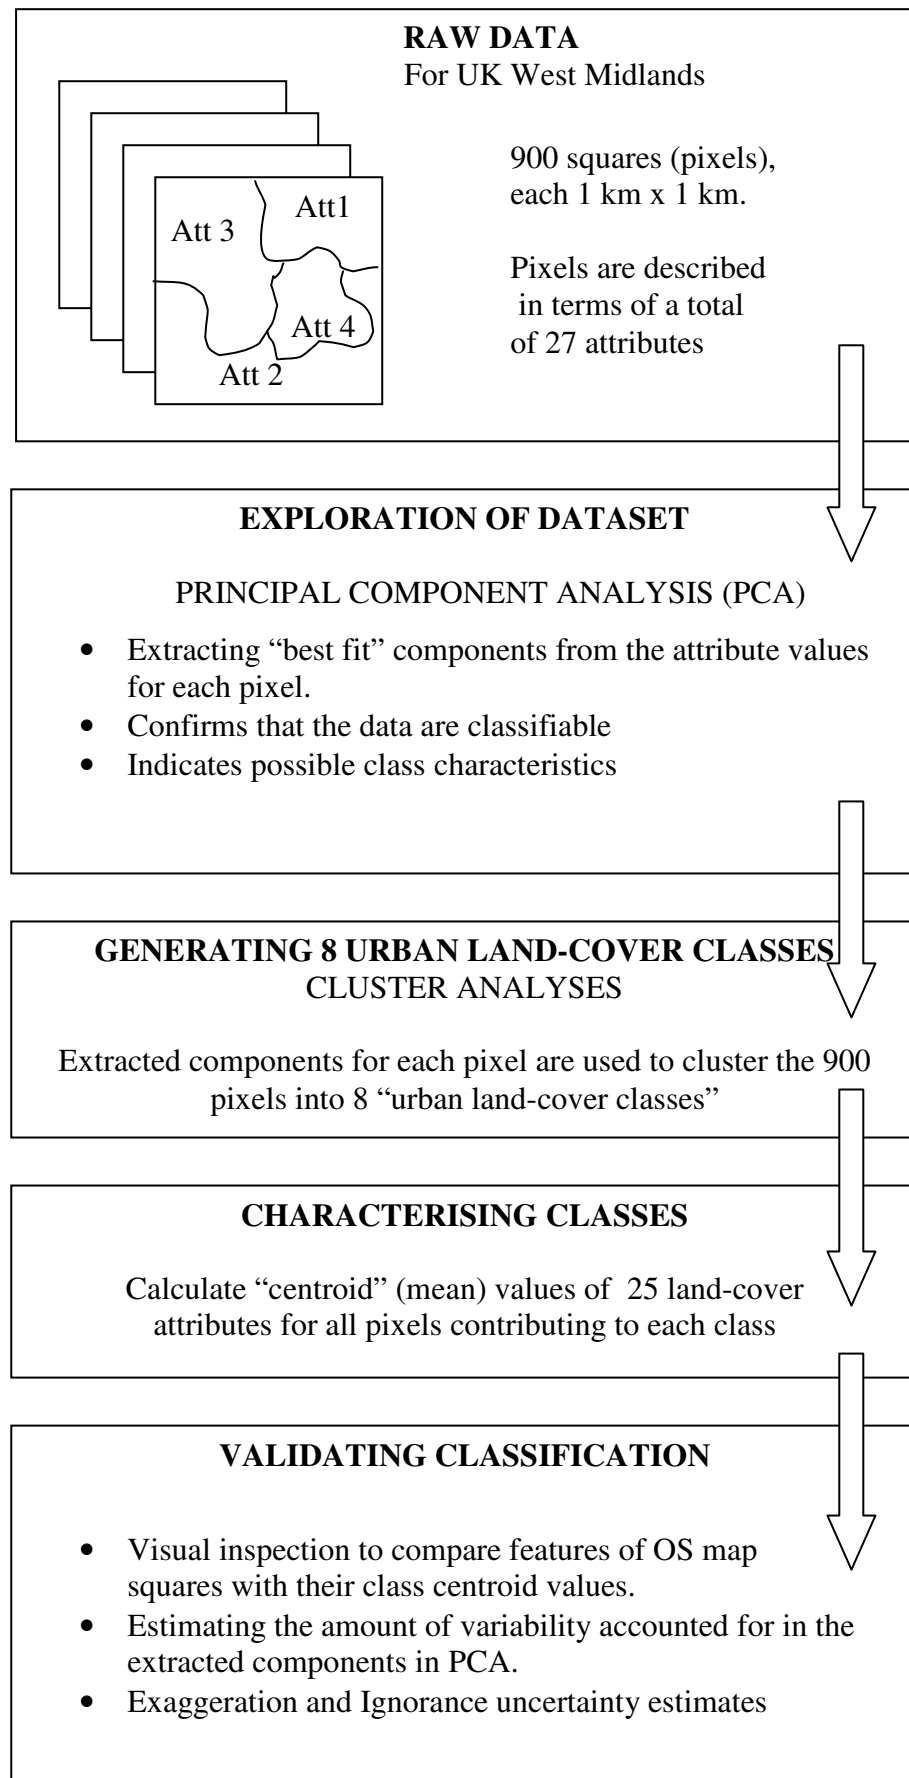 RAW DATA
For UK West Midlands
900 squares (pixels),
each 1 km x 1 km.
Pixels are described
in terms of a total
of 27 attributes
Att1
Att 3
Att 4
Att 2
EXPLORATION OF DATASET
PRINCIPAL COMPONENT ANALYSIS (PCA)
• Extracting “best fit” components from the attribute values
for each pixel.
• Confirms that the data are classifiable
• Indicates possible class characteristics
GENERATING 8 URBAN LAND-COVER CLASSES
CLUSTER ANALYSES
Extracted components for each pixel are used to cluster the 900
pixels into 8 “urban land-cover classes”
CHARACTERISING CLASSES
Calculate “centroid” (mean) values of 25 land-cover
attributes for all pixels contributing to each class
VALIDATING CLASSIFICATION
• Visual inspection to compare features of OS map
squares with their class centroid values.
• Estimating the amount of variability accounted for in the
extracted components in PCA.
• Exaggeration and Ignorance uncertainty estimates